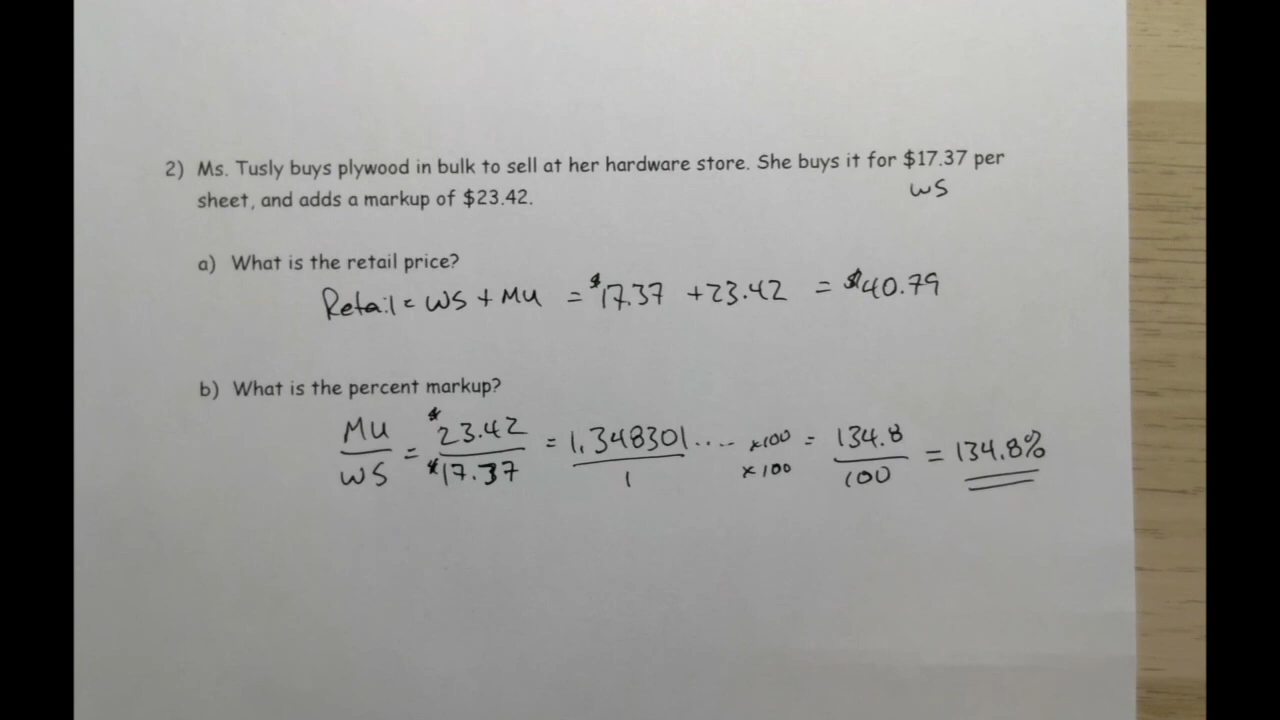 2) Ms. Tusly buys plywood in bulk to sell at her hardware store. She buys it for $17.37 per
WS
sheet, and adds a markup of $23.42.
a) What is the retail price?
Retail = WS + MU = $17.37 + 23.42 = $40.79
b) What is the percent markup?
MU/WS = $23.42/$17.37 = 1.348301..../1 ×100/×100 = 134.8/100 = 134.8%